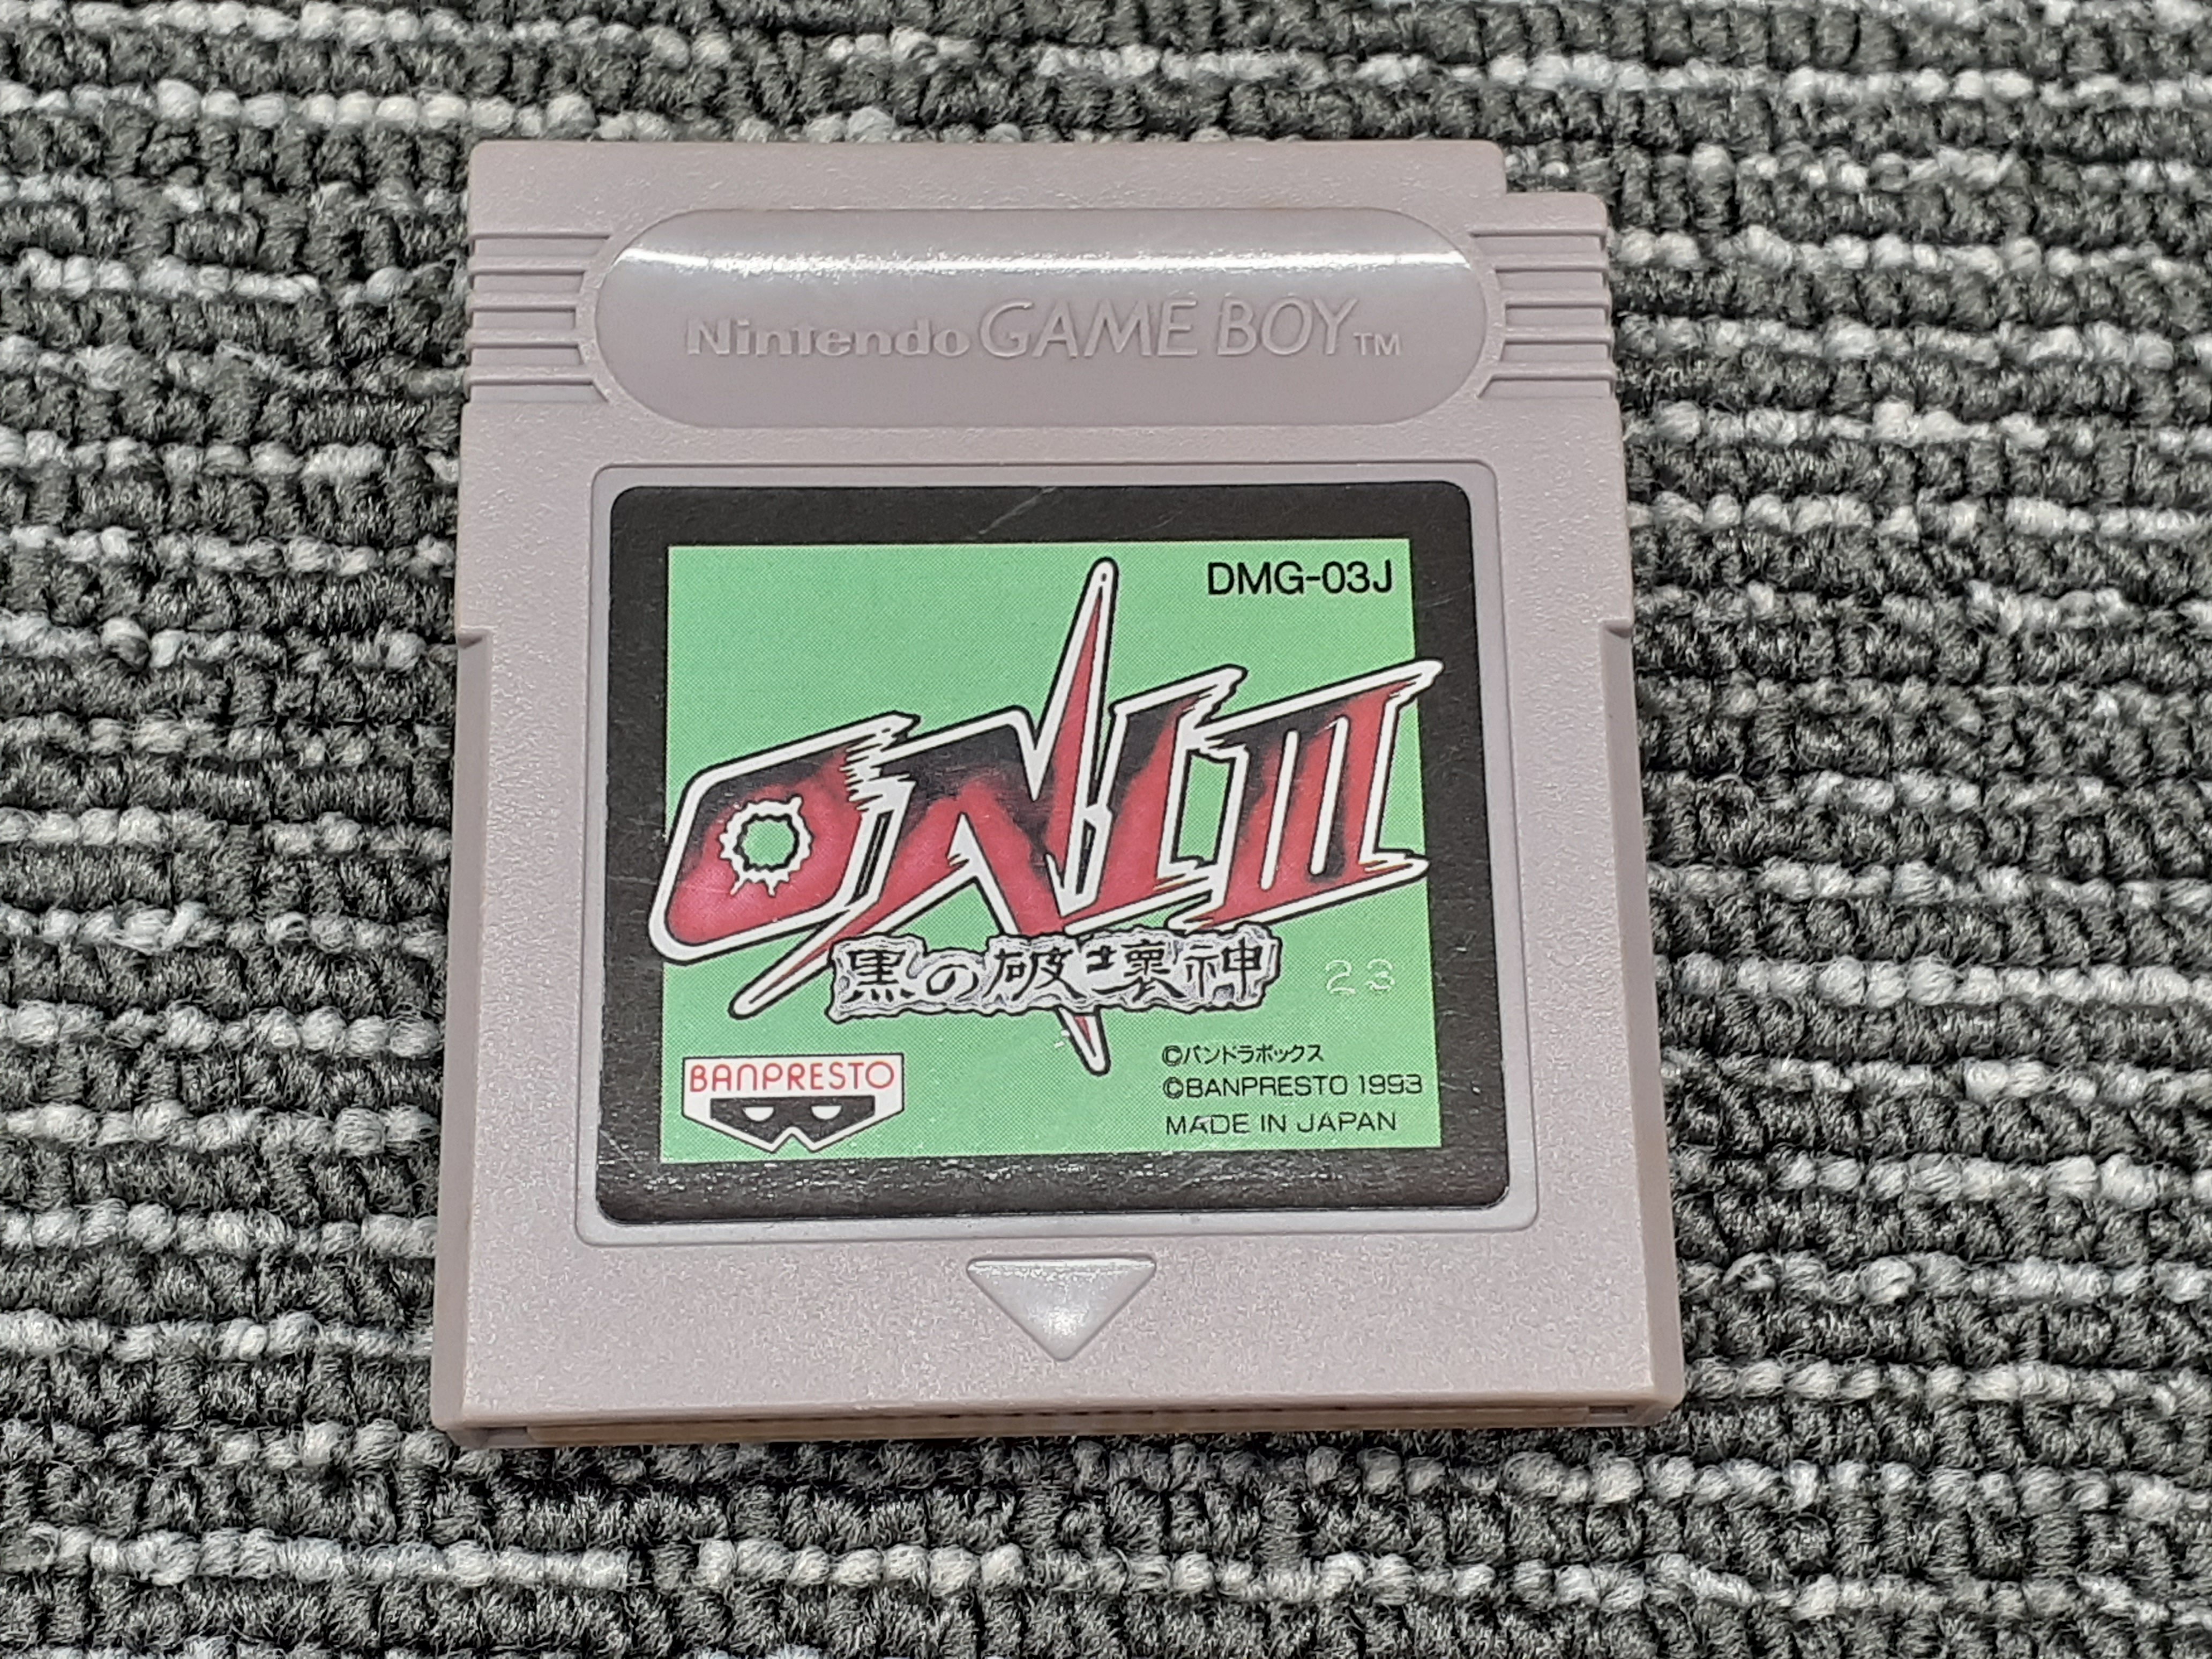 Nintendo GAME BOY™
DMG-03J
ONI III
黒の破壊神
23
BANPRESTO
©パンドラボックス
©BANPRESTO 1993
MADE IN JAPAN